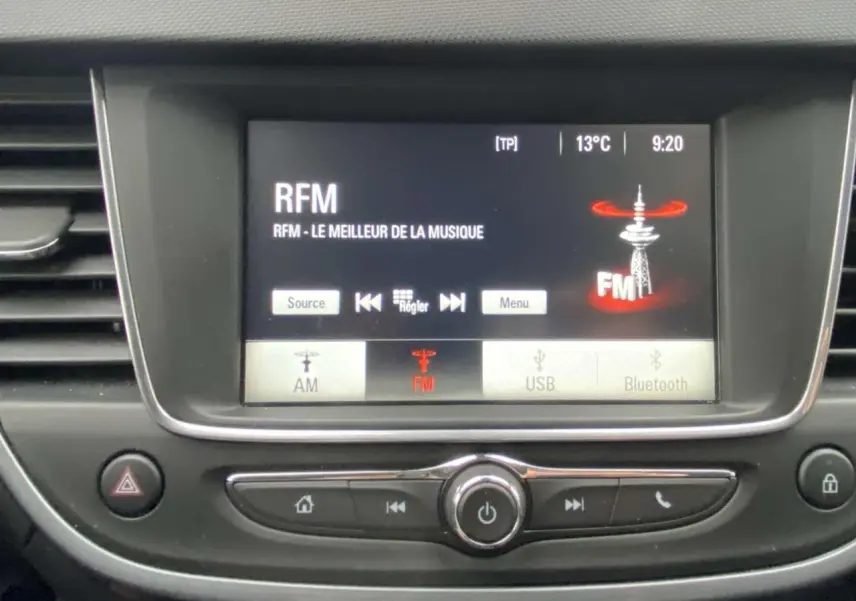 [TP] 13°C 9:20
RFM
RFM - LE MEILLEUR DE LA MUSIQUE
FM
Source Régler Menu
AM FM USB Bluetooth